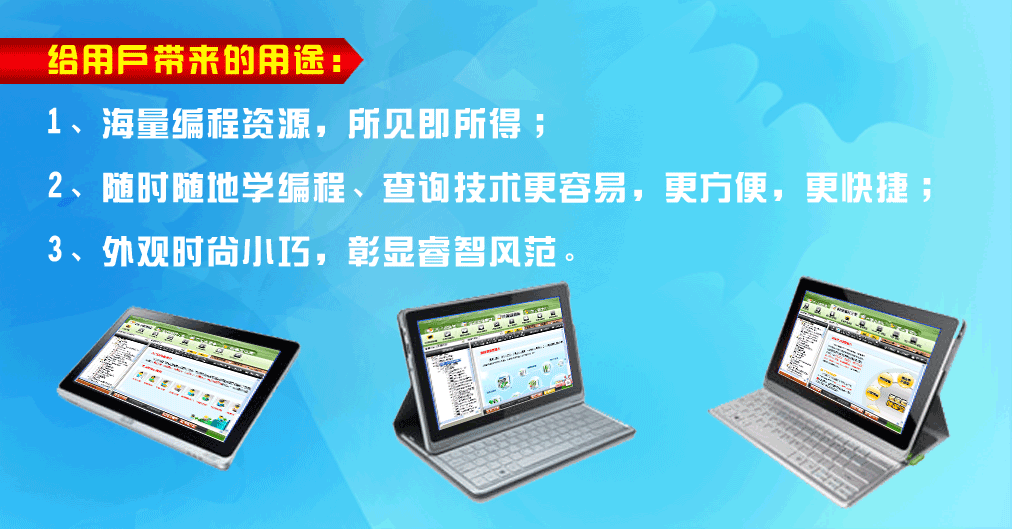 给用户带来的用途：
1、海量编程资源，所见即所得；
2、随时随地学编程、查询技术更容易，更方便，更快捷；
3、外观时尚小巧，彰显睿智风范。